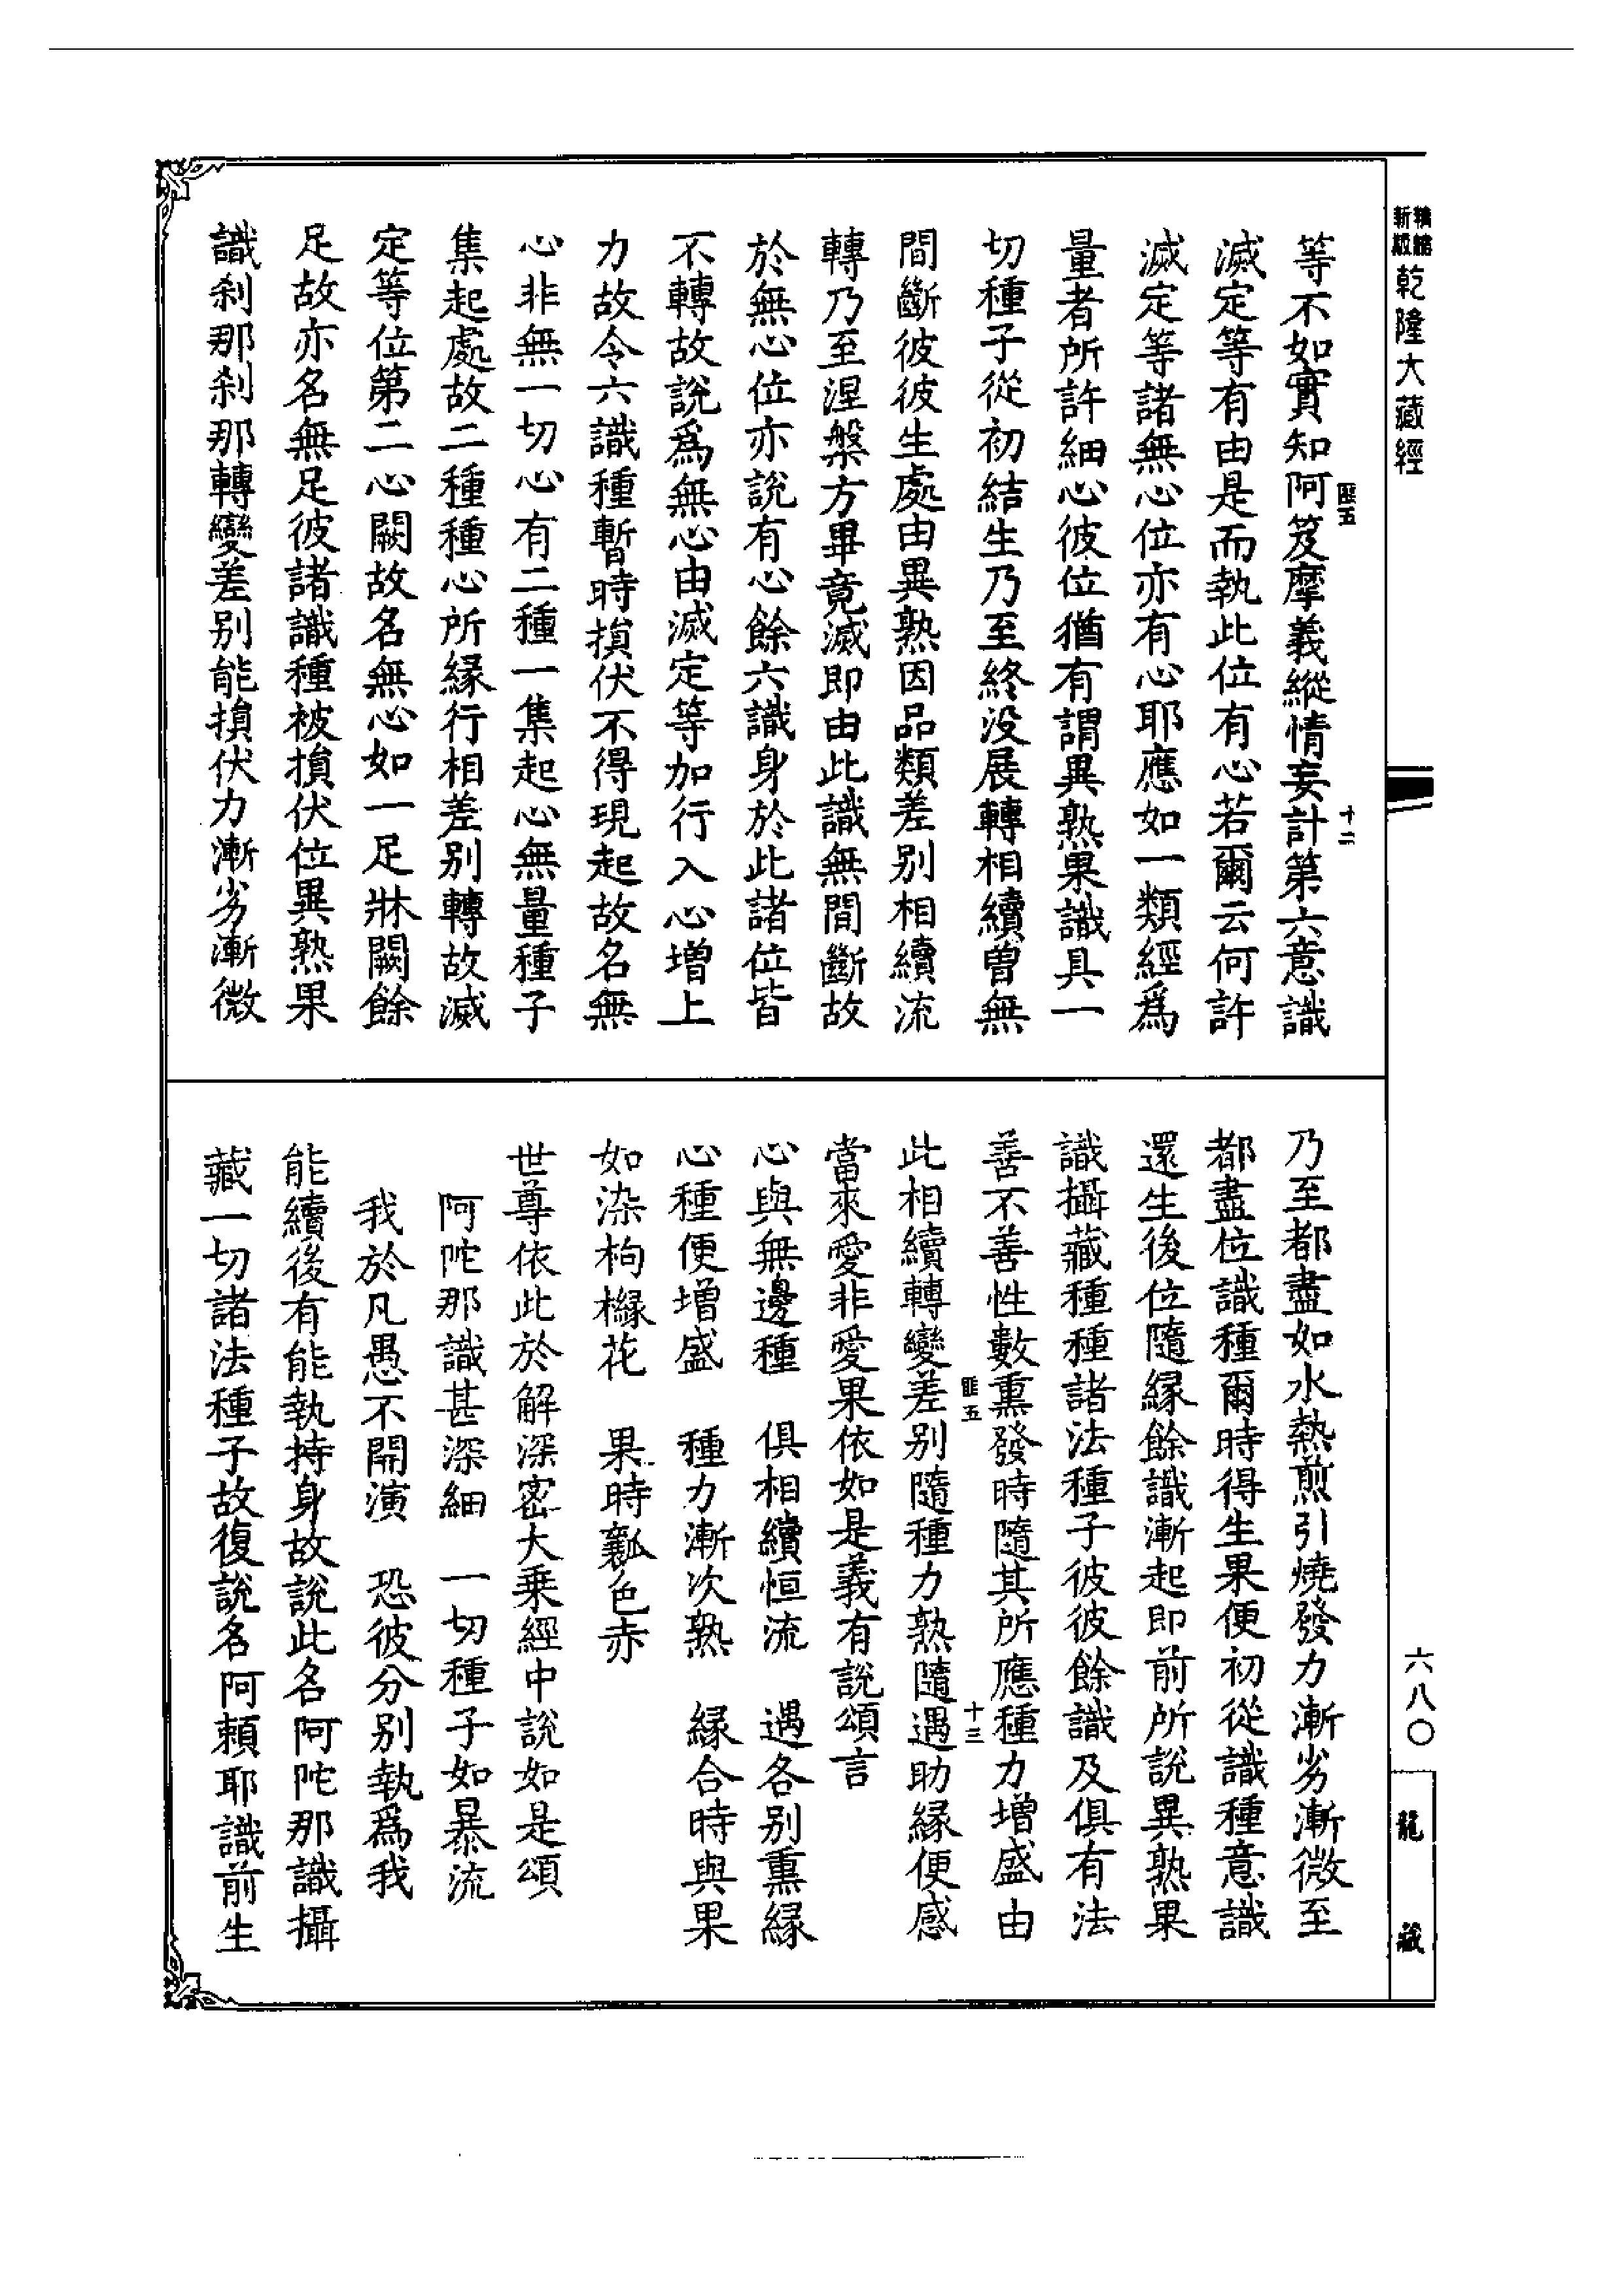 新編縮版
乾隆大藏經
等不如實知阿笈摩義縱情妄計第六意識
滅定等有由是而執此位有心若爾云何許
滅定等諸無心位亦有心耶應如一類經爲
量者所許細心彼位猶有謂異熟果識具一
切種子從初結生乃至終没展轉相續曾無
間斷彼彼生處由異熟因品類差别相續流
轉乃至涅槃方畢竟滅即由此識無間斷故
於無心位亦說有心餘六識身於此諸位皆
不轉故說爲無心由滅定等加行入心增上
力故令六識種暫時損伏不得現起故名無
心非無一切心有二種一集起心無量種子
集起處故二種種心所緣行相差别轉故滅
定等位第二心闕故名無心如一足牀闕餘
足故亦名無足彼諸識種被損伏位異熟果
識刹那刹那轉變差别能損伏力漸劣漸微
匪五
十二
乃至都盡如水熱煎引燒發力漸劣漸微至
都盡位識種爾時得生果便初從識種意識
還生後位隨緣餘識漸起即前所說異熟果
識攝藏種種諸法種子彼彼餘識及俱有法
善不善性數熏發時隨其所應種力增盛由
此相續轉變差别隨種力熟隨遇助緣便感
當來愛非愛果依如是義有說頌言
心與無邊種　俱相續恒流　遇各别熏緣
心種便增盛　種力漸次熟　緣合時與果
如染枸櫞花　果時瓤色赤
世尊依此於解深密大乘經中說如是頌
阿陀那識甚深細　一切種子如暴流
我於凡愚不開演　恐彼分别執爲我
能續後有能執持身故說此名阿陀那識攝
藏一切諸法種子故復說名阿賴耶識前生
匪五
十三
六八〇
龍藏